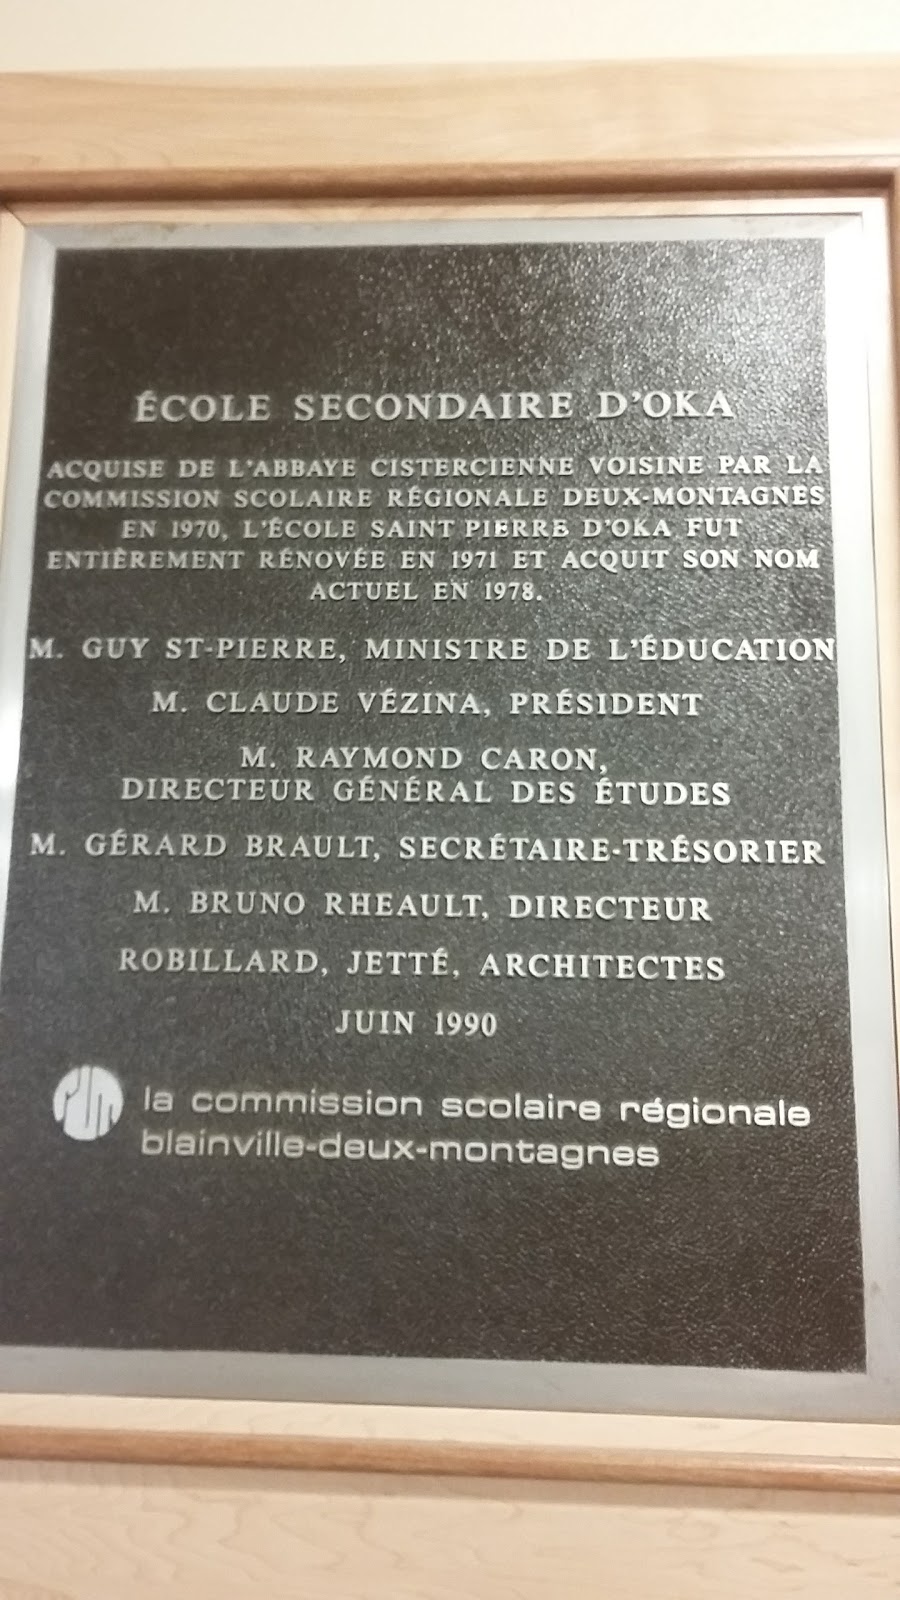 ÉCOLE SECONDAIRE D'OKA
ACQUISE DE L'ABBAYE CISTERCIENNE VOISINE PAR LA
COMMISSION SCOLAIRE RÉGIONALE DEUX-MONTAGNES
EN 1970, L'ÉCOLE SAINT PIERRE D'OKA FUT
ENTIÈREMENT RÉNOVÉE EN 1971 ET ACQUIT SON NOM
ACTUEL EN 1978.
M. GUY ST-PIERRE, MINISTRE DE L'ÉDUCATION
M. CLAUDE VÉZINA, PRÉSIDENT
M. RAYMOND CARON,
DIRECTEUR GÉNÉRAL DES ÉTUDES
M. GÉRARD BRAULT, SECRÉTAIRE-TRÉSORIER
M. BRUNO RHEAULT, DIRECTEUR
ROBILLARD, JETTÉ, ARCHITECTES
JUIN 1990
la commission scolaire régionale
blainville-deux-montagnes